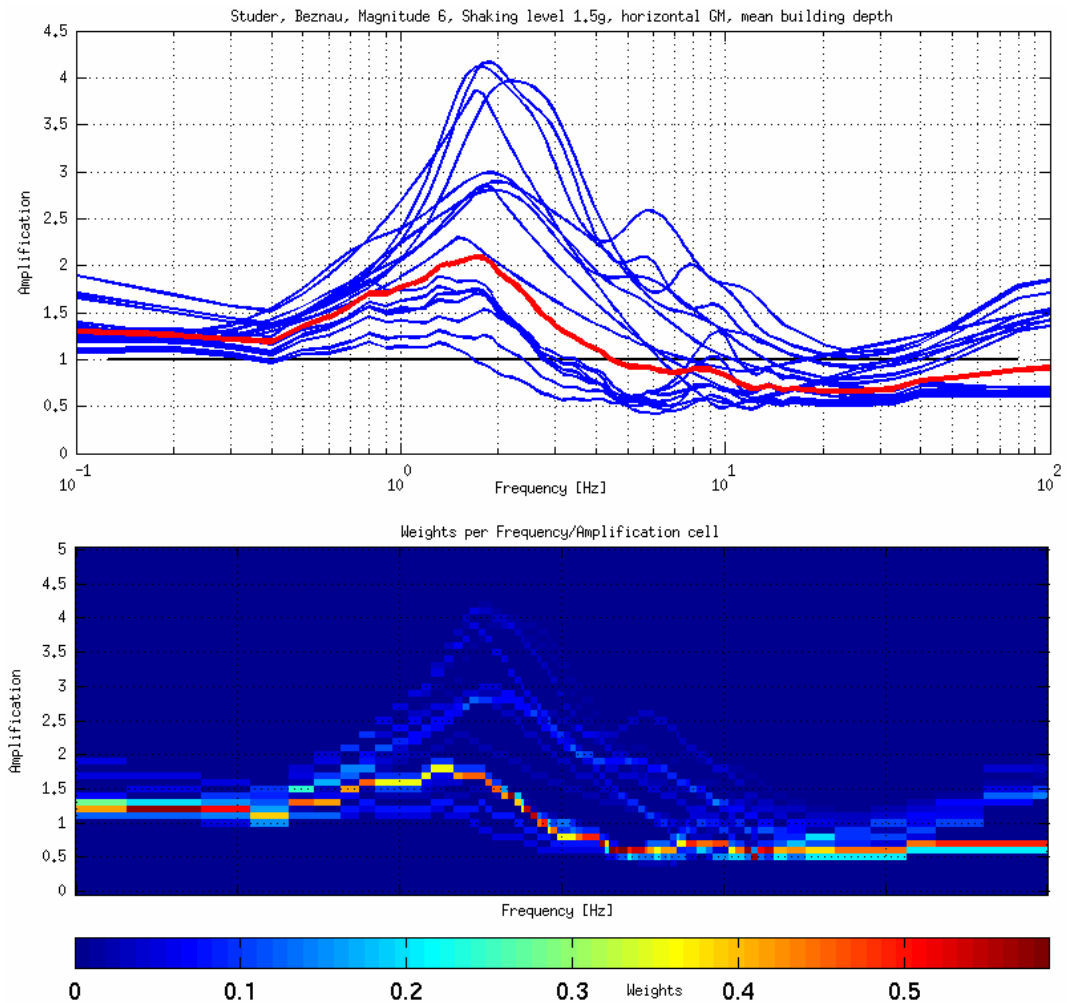 Studer, Beznau, Magnitude 6, Shaking level 1.5g, horizontal GM, mean building depth
4.5
4
3.5
3
2.5
2
1.5
1
0.5
0
Amplification
10^-1 10^0 10^1 10^2
Frequency [Hz]
Weights per Frequency/Amplification cell
5
4.5
4
3.5
3
2.5
2
1.5
1
0.5
0
Amplification
Frequency [Hz]
0 0.1 0.2 0.3 Weights 0.4 0.5